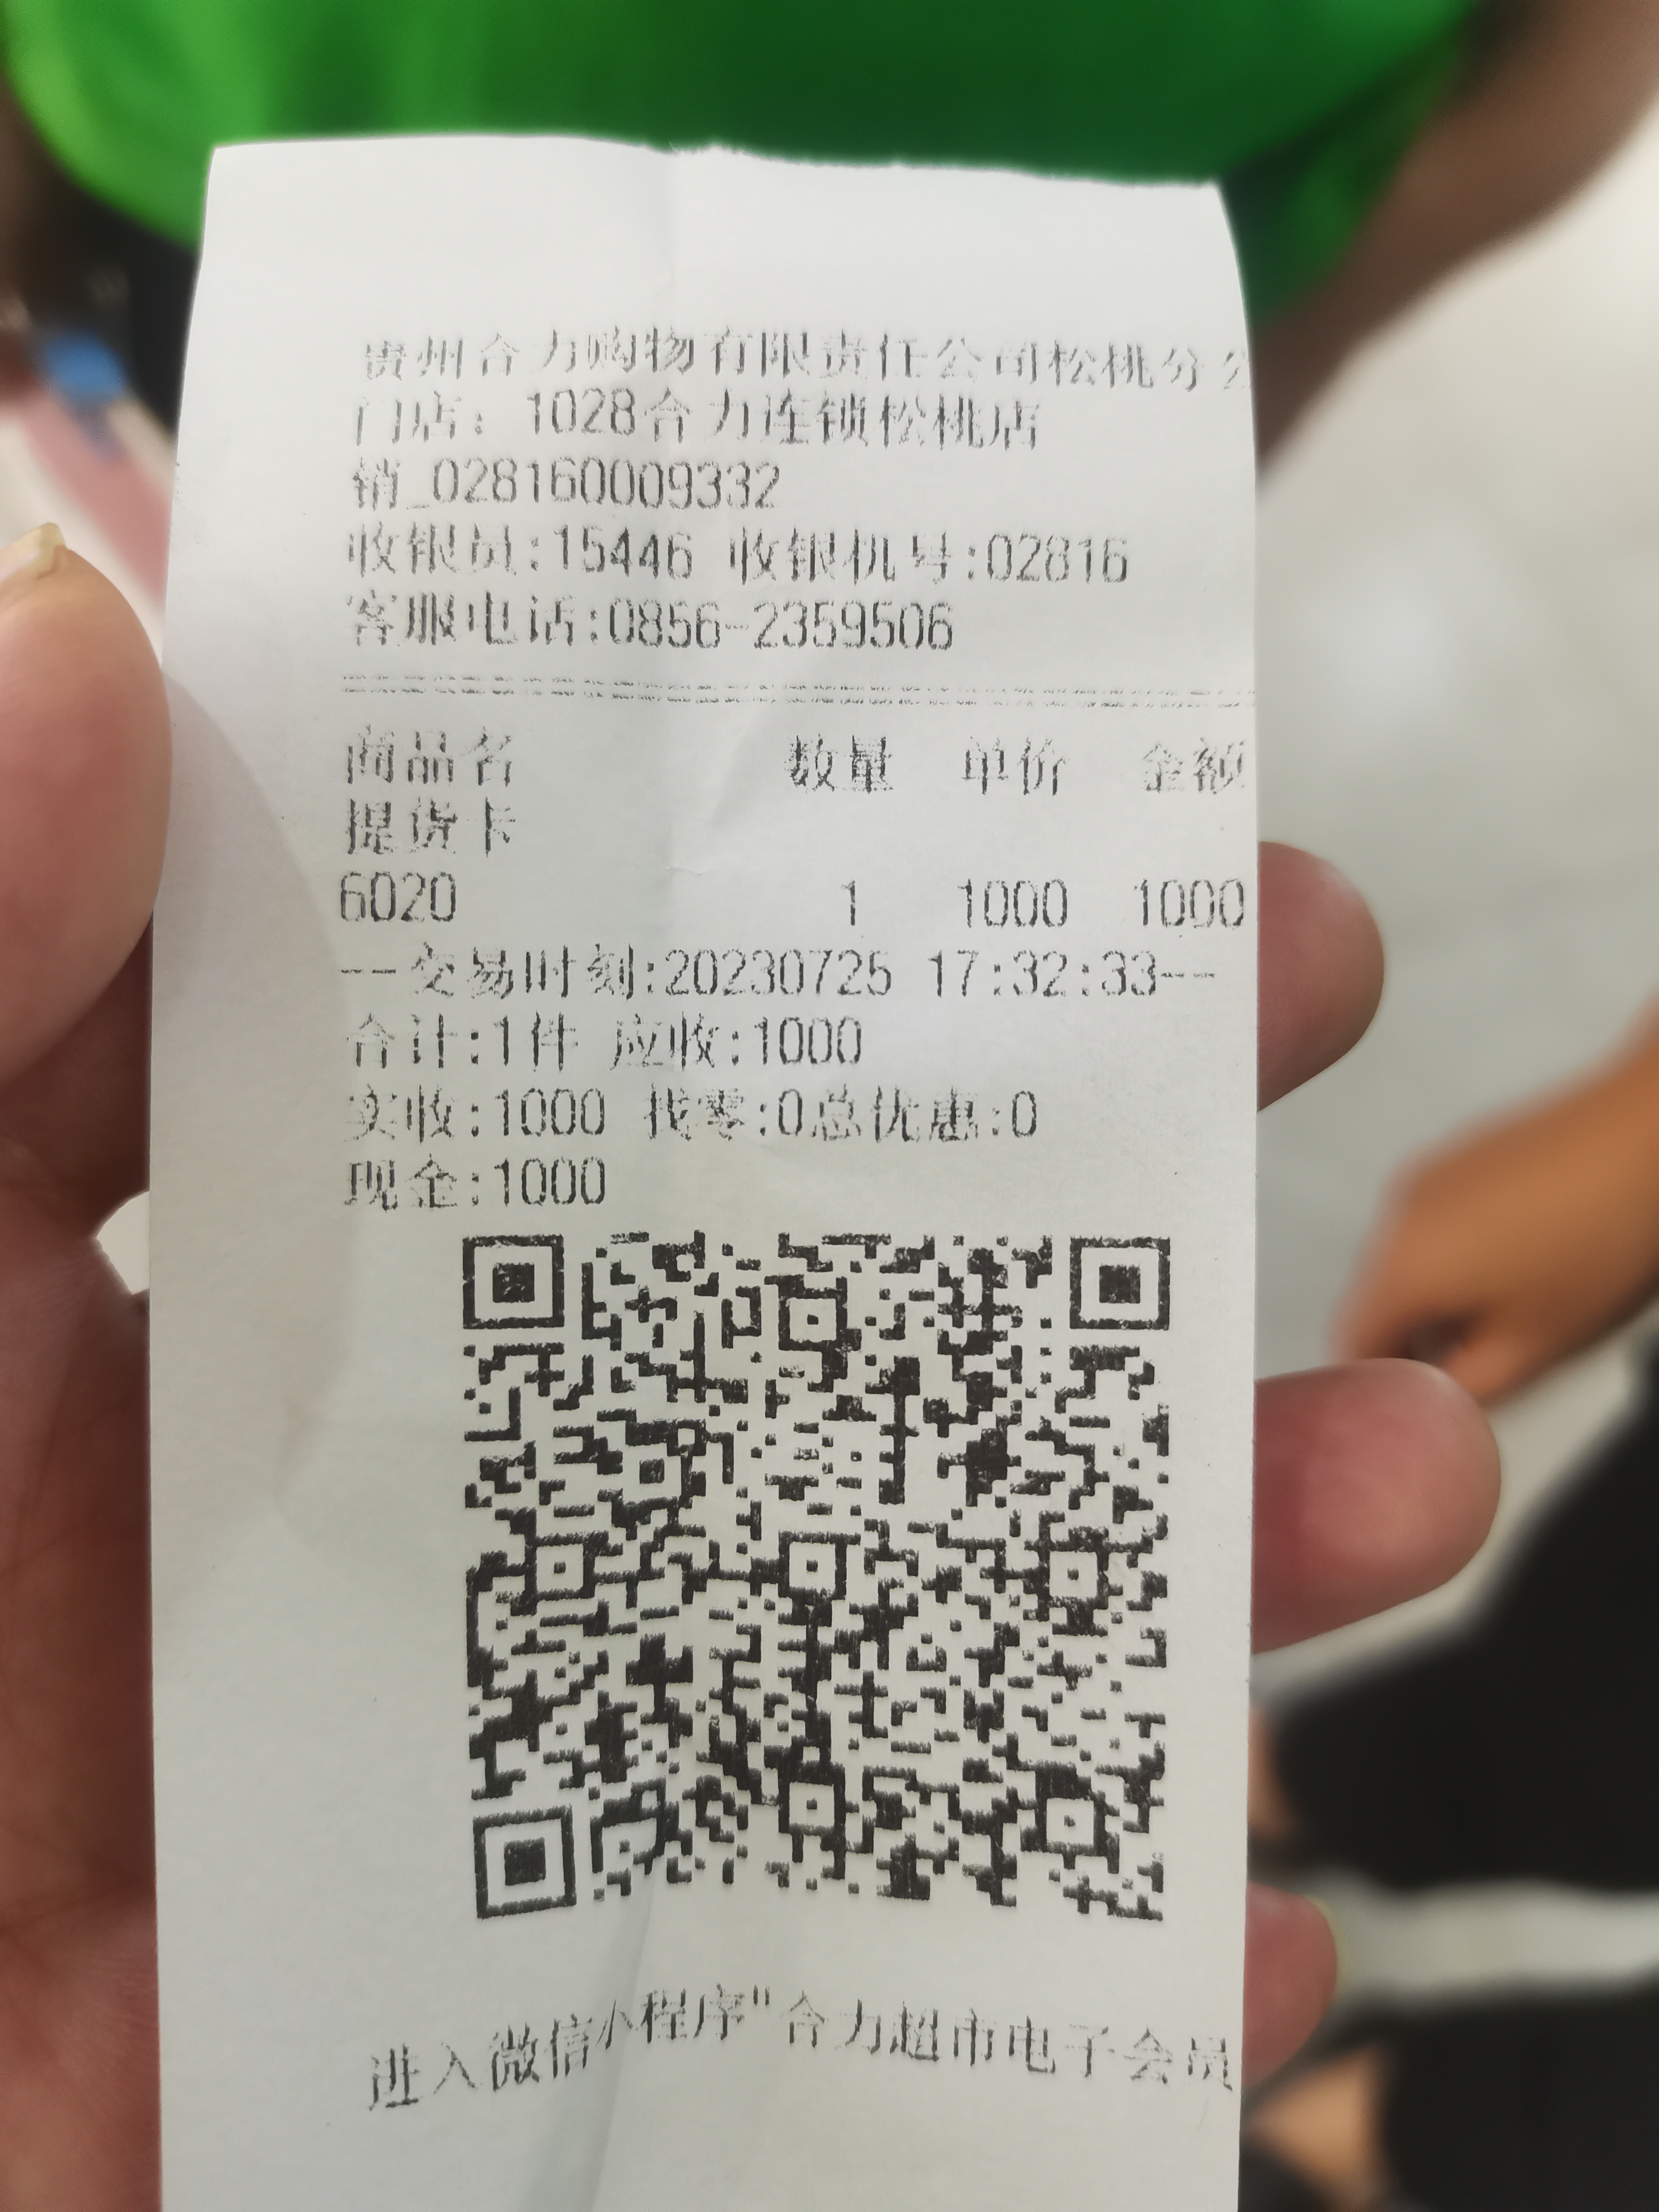 贵州合力购物有限责任公司松桃分公
门店：1028合力连锁松桃店
销_028160009332
收银员:15446 收银机号:02816
客服电话:0856-2359506
商品名 数量 单价 金额
提货卡
6020 1 1000 1000
--交易时刻:20230725 17:32:33--
合计:1件 应收:1000
实收:1000 找零:0总优惠:0
现金:1000
进入微信小程序"合力超市电子会员